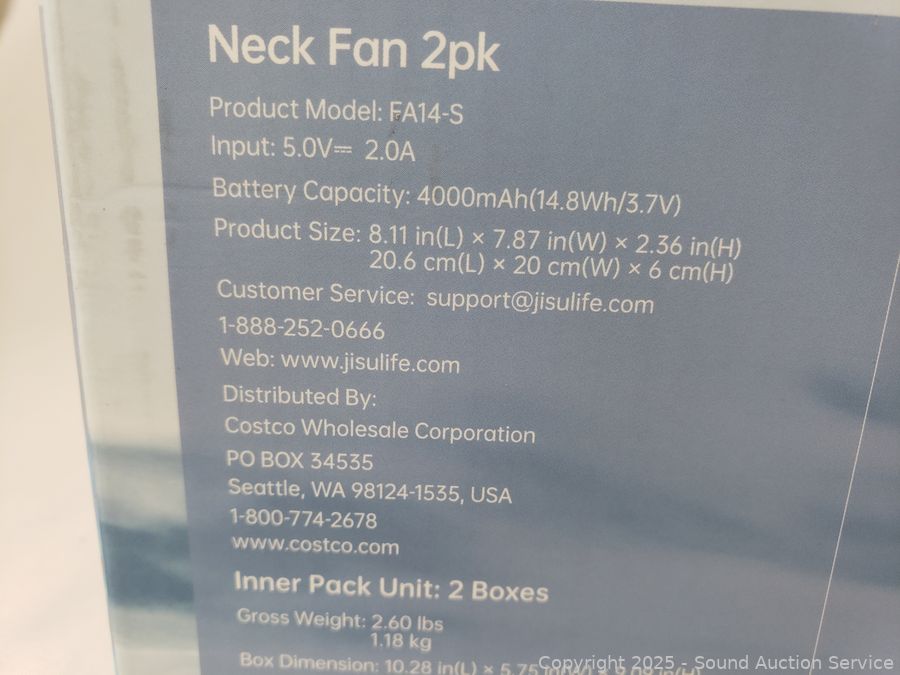 Neck Fan 2pk
Product Model: FA14-S
Input: 5.0V⎓ 2.0A
Battery Capacity: 4000mAh(14.8Wh/3.7V)
Product Size: 8.11 in(L) × 7.87 in(W) × 2.36 in(H)
20.6 cm(L) × 20 cm(W) × 6 cm(H)
Customer Service: support@jisulife.com
1-888-252-0666
Web: www.jisulife.com
Distributed By:
Costco Wholesale Corporation
PO BOX 34535
Seattle, WA 98124-1535, USA
1-800-774-2678
www.costco.com
Inner Pack Unit: 2 Boxes
Gross Weight: 2.60 lbs
1.18 kg
Box Dimension: 10.28 in(L) × 5.75
Copyright 2025 - Sound Auction Service